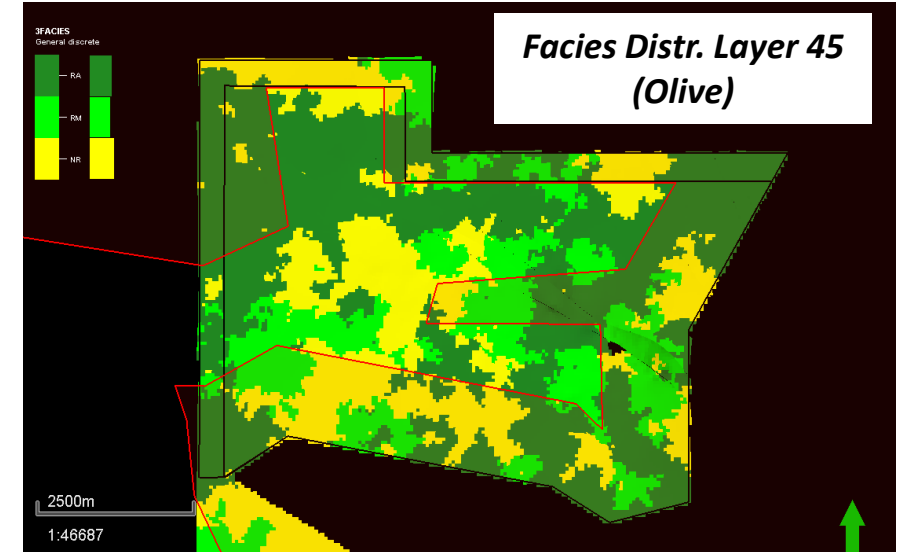 3FACIES
General discrete
RA
RM
NR
Facies Distr. Layer 45
(Olive)
2500m
1:46687